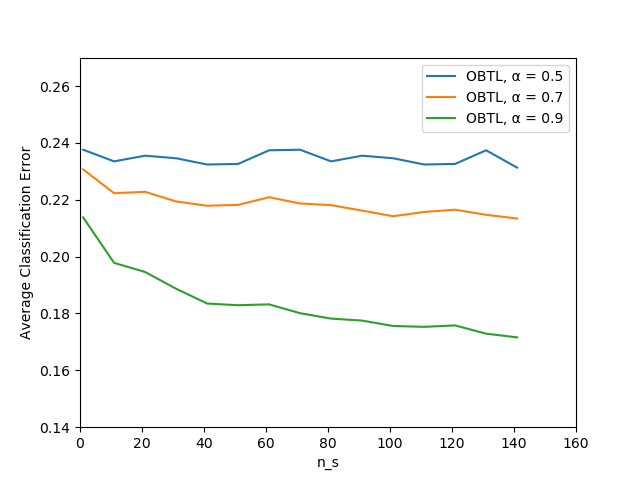 OBTL, α = 0.5
OBTL, α = 0.7
OBTL, α = 0.9
Average Classification Error
0.26
0.24
0.22
0.20
0.18
0.16
0.14
0 20 40 60 80 100 120 140 160
n_s